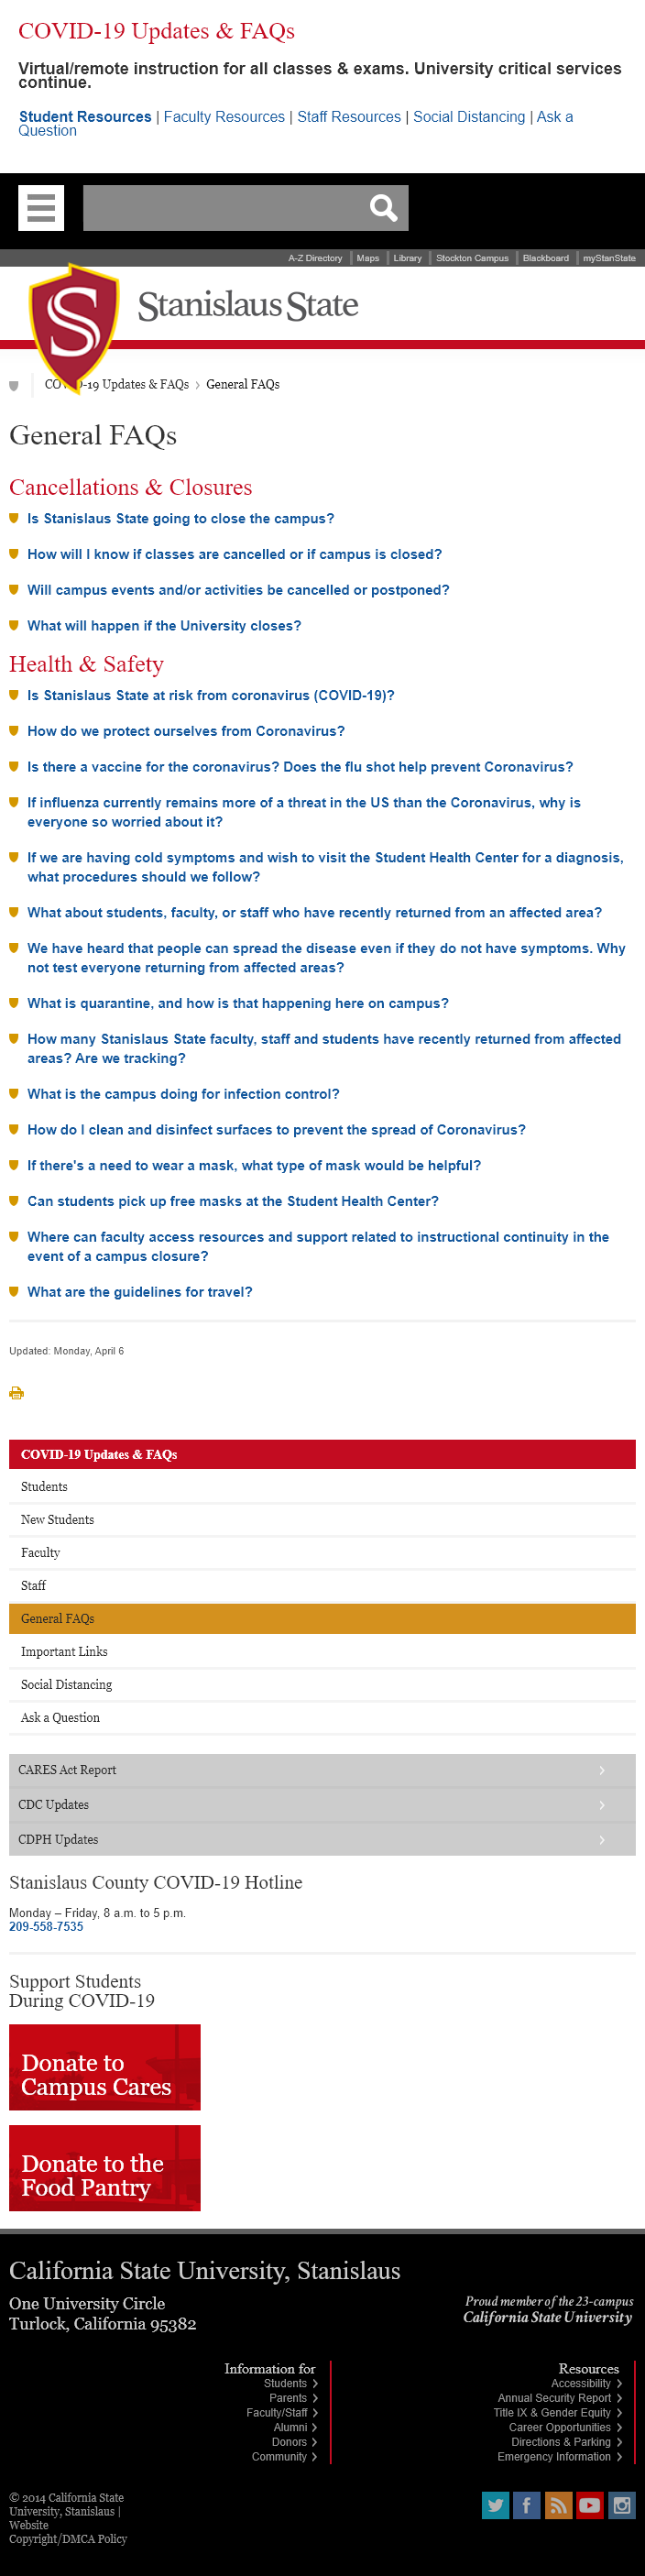 COVID-19 Updates & FAQs
Virtual/remote instruction for all classes & exams. University critical services
continue.
Student Resources | Faculty Resources | Staff Resources | Social Distancing | Ask a
Question
A-Z Directory
Maps
Library
Stockton Campus
Blackboard
myStanState
S
Stanislaus State
COVID-19 Updates & FAQs > General FAQs
General FAQs
Cancellations & Closures
Is Stanislaus State going to close the campus?
How will I know if classes are cancelled or if campus is closed?
Will campus events and/or activities be cancelled or postponed?
What will happen if the University closes?
Health & Safety
Is Stanislaus State at risk from coronavirus (COVID-19)?
How do we protect ourselves from Coronavirus?
Is there a vaccine for the coronavirus? Does the flu shot help prevent Coronavirus?
If influenza currently remains more of a threat in the US than the Coronavirus, why is
everyone so worried about it?
If we are having cold symptoms and wish to visit the Student Health Center for a diagnosis,
what procedures should we follow?
What about students, faculty, or staff who have recently returned from an affected area?
We have heard that people can spread the disease even if they do not have symptoms. Why
not test everyone returning from affected areas?
What is quarantine, and how is that happening here on campus?
How many Stanislaus State faculty, staff and students have recently returned from affected
areas? Are we tracking?
What is the campus doing for infection control?
How do I clean and disinfect surfaces to prevent the spread of Coronavirus?
If there's a need to wear a mask, what type of mask would be helpful?
Can students pick up free masks at the Student Health Center?
Where can faculty access resources and support related to instructional continuity in the
event of a campus closure?
What are the guidelines for travel?
Updated: Monday, April 6
COVID-19 Updates & FAQs
Students
New Students
Faculty
Staff
General FAQs
Important Links
Social Distancing
Ask a Question
CARES Act Report
CDC Updates
CDPH Updates
Stanislaus County COVID-19 Hotline
Monday – Friday, 8 a.m. to 5 p.m.
209-558-7535
Support Students
During COVID-19
Donate to
Campus Cares
Donate to the
Food Pantry
California State University, Stanislaus
One University Circle
Turlock, California 95382
Proud member of the 23-campus
California State University
Information for
Students
Parents
Faculty/Staff
Alumni
Donors
Community
Resources
Accessibility
Annual Security Report
Title IX & Gender Equity
Career Opportunities
Directions & Parking
Emergency Information
© 2014 California State
University, Stanislaus |
Website
Copyright/DMCA Policy